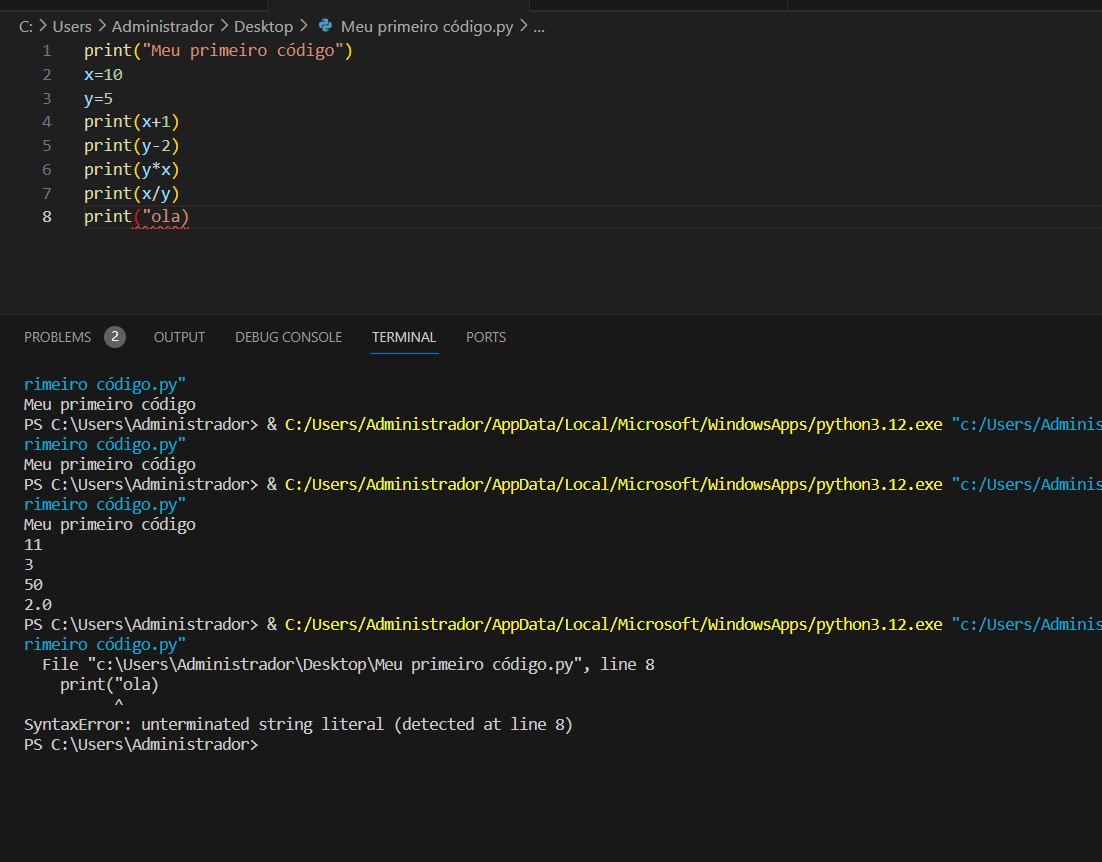 C: > Users > Administrador > Desktop > Meu primeiro código.py > ...
1 print("Meu primeiro código")
2 x=10
3 y=5
4 print(x+1)
5 print(y-2)
6 print(y*x)
7 print(x/y)
8 print("ola)
PROBLEMS 2 OUTPUT DEBUG CONSOLE TERMINAL PORTS
rimeiro código.py"
Meu primeiro código
PS C:\Users\Administrador> & C:/Users/Administrador/AppData/Local/Microsoft/WindowsApps/python3.12.exe "c:/Users/Adminis
rimeiro código.py"
Meu primeiro código
PS C:\Users\Administrador> & C:/Users/Administrador/AppData/Local/Microsoft/WindowsApps/python3.12.exe "c:/Users/Adminis
rimeiro código.py"
Meu primeiro código
11
3
50
2.0
PS C:\Users\Administrador> & C:/Users/Administrador/AppData/Local/Microsoft/WindowsApps/python3.12.exe "c:/Users/Adminis
rimeiro código.py"
  File "c:\Users\Administrador\Desktop\Meu primeiro código.py", line 8
    print("ola)
          ^
SyntaxError: unterminated string literal (detected at line 8)
PS C:\Users\Administrador>